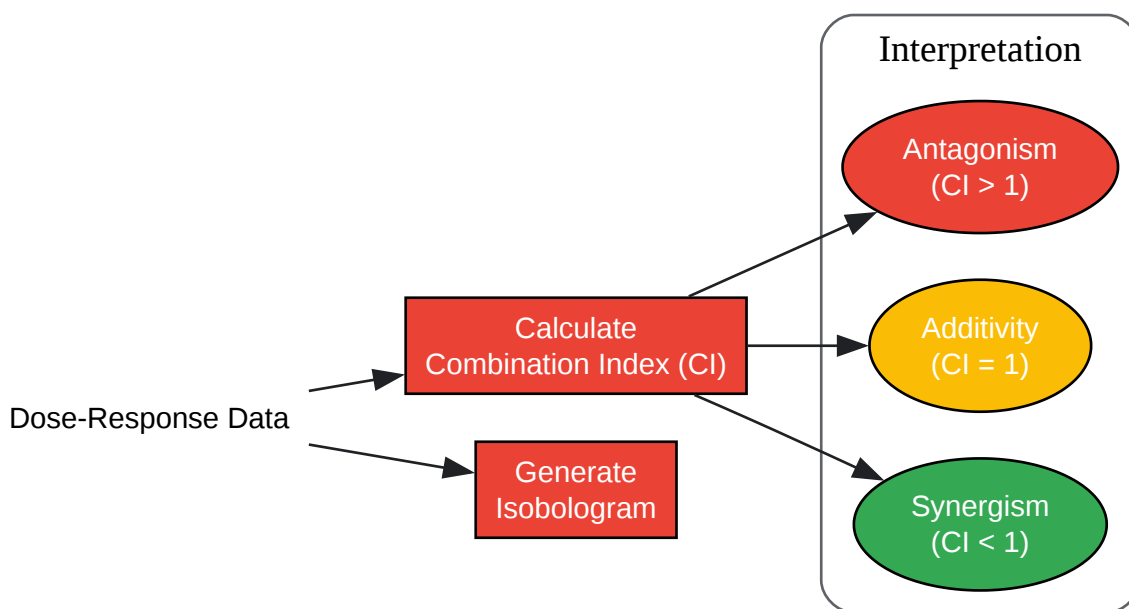 Interpretation
Antagonism
(CI > 1)
Calculate
Combination Index (CI)
Additivity
(CI = 1)
Dose-Response Data
Generate
Isobologram
Synergism
(CI < 1)